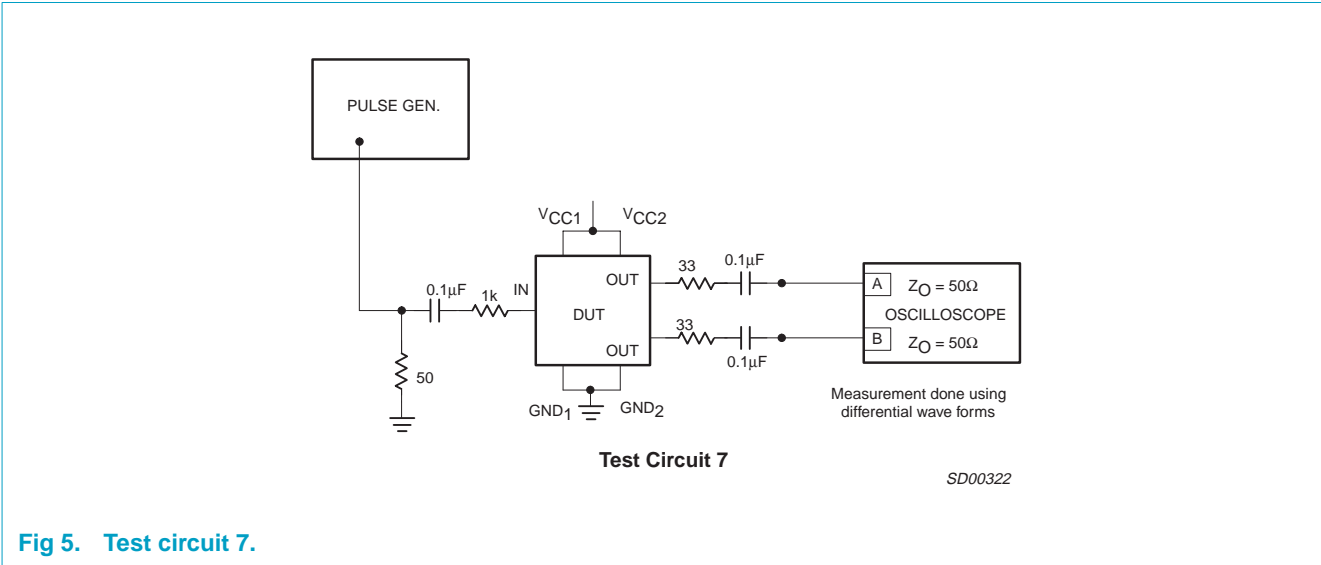 PULSE GEN.
VCC1 VCC2
0.1μF 1k IN
OUT
DUT
OUT
33 0.1μF
33 0.1μF
50
GND1 GND2
A ZO = 50Ω
OSCILLOSCOPE
B ZO = 50Ω
Measurement done using
differential wave forms
Test Circuit 7
SD00322
Fig 5. Test circuit 7.